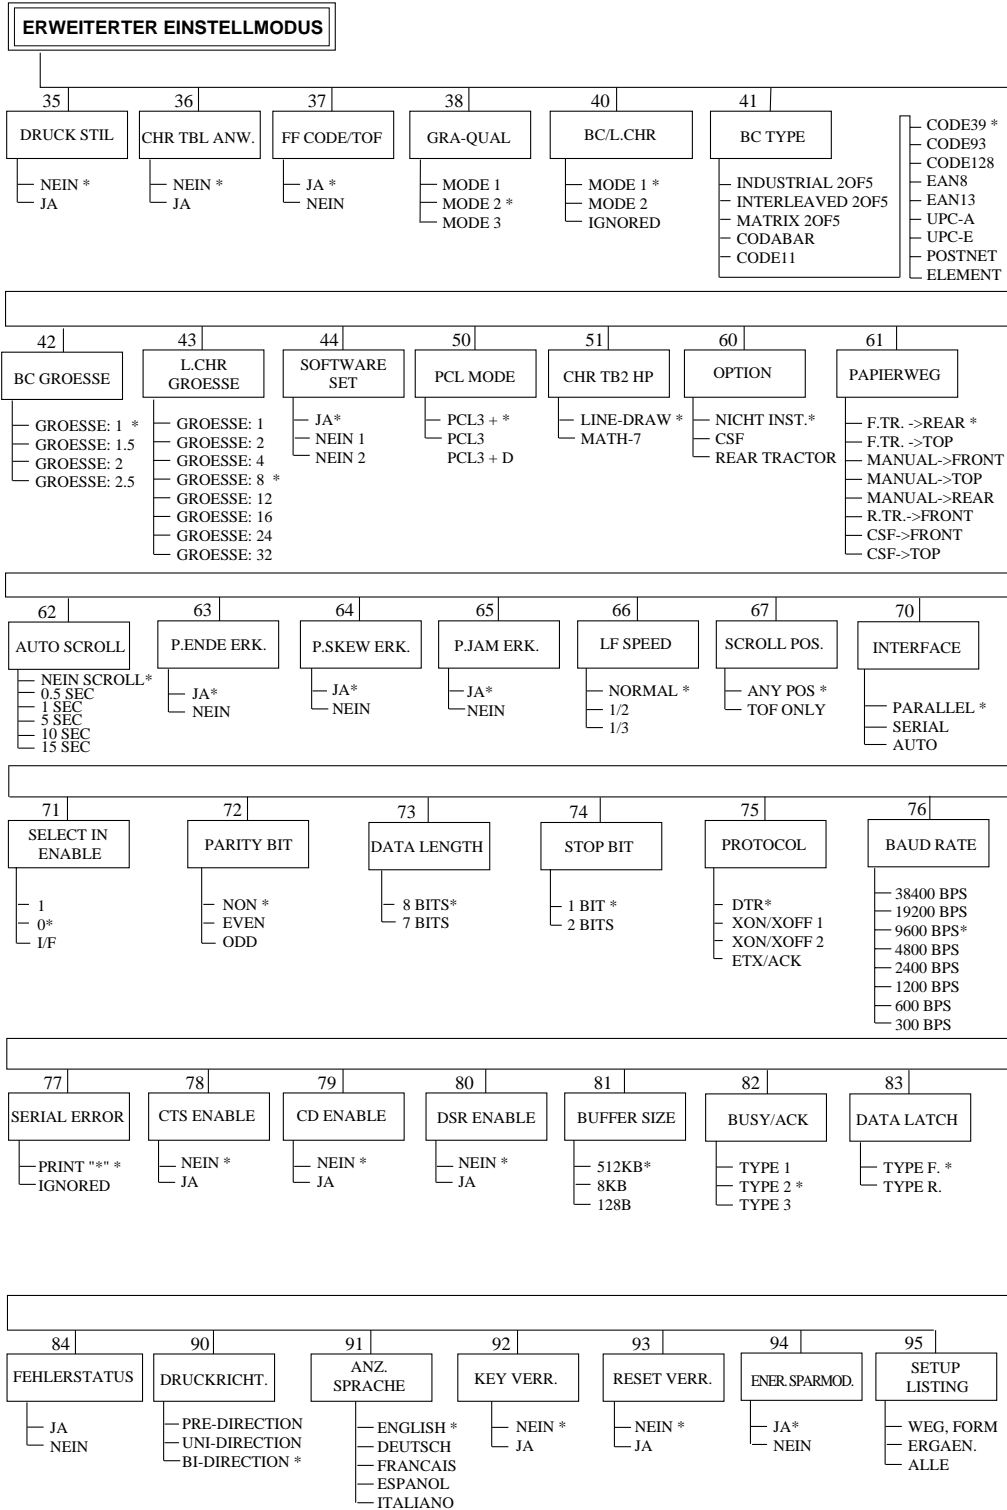 ERWEITERTER EINSTELLMODUS
35
DRUCK STIL
NEIN *
JA
36
CHR TBL ANW.
NEIN *
JA
37
FF CODE/TOF
JA *
NEIN
38
GRA-QUAL
MODE 1
MODE 2 *
MODE 3
40
BC/L.CHR
MODE 1 *
MODE 2
IGNORED
41
BC TYPE
INDUSTRIAL 2OF5
INTERLEAVED 2OF5
MATRIX 2OF5
CODABAR
CODE11
CODE39 *
CODE93
CODE128
EAN8
EAN13
UPC-A
UPC-E
POSTNET
ELEMENT
42
BC GROESSE
GROESSE: 1 *
GROESSE: 1.5
GROESSE: 2
GROESSE: 2.5
43
L.CHR
GROESSE
GROESSE: 1
GROESSE: 2
GROESSE: 4
GROESSE: 8 *
GROESSE: 12
GROESSE: 16
GROESSE: 24
GROESSE: 32
44
SOFTWARE
SET
JA*
NEIN 1
NEIN 2
50
PCL MODE
PCL3 + *
PCL3
PCL3 + D
51
CHR TB2 HP
LINE-DRAW *
MATH-7
60
OPTION
NICHT INST.*
CSF
REAR TRACTOR
61
PAPIERWEG
F.TR. ->REAR *
F.TR. ->TOP
MANUAL->FRONT
MANUAL->TOP
MANUAL->REAR
R.TR.->FRONT
CSF->FRONT
CSF->TOP
62
AUTO SCROLL
NEIN SCROLL*
0.5 SEC
1 SEC
5 SEC
10 SEC
15 SEC
63
P.ENDE ERK.
JA*
NEIN
64
P.SKEW ERK.
JA*
NEIN
65
P.JAM ERK.
JA*
NEIN
66
LF SPEED
NORMAL *
1/2
1/3
67
SCROLL POS.
ANY POS *
TOF ONLY
70
INTERFACE
PARALLEL *
SERIAL
AUTO
71
SELECT IN
ENABLE
1
0*
I/F
72
PARITY BIT
NON *
EVEN
ODD
73
DATA LENGTH
8 BITS*
7 BITS
74
STOP BIT
1 BIT *
2 BITS
75
PROTOCOL
DTR*
XON/XOFF 1
XON/XOFF 2
ETX/ACK
76
BAUD RATE
38400 BPS
19200 BPS
9600 BPS*
4800 BPS
2400 BPS
1200 BPS
600 BPS
300 BPS
77
SERIAL ERROR
PRINT "*" *
IGNORED
78
CTS ENABLE
NEIN *
JA
79
CD ENABLE
NEIN *
JA
80
DSR ENABLE
NEIN *
JA
81
BUFFER SIZE
512KB*
8KB
128B
82
BUSY/ACK
TYPE 1
TYPE 2 *
TYPE 3
83
DATA LATCH
TYPE F. *
TYPE R.
84
FEHLERSTATUS
JA
NEIN
90
DRUCKRICHT.
PRE-DIRECTION
UNI-DIRECTION
BI-DIRECTION *
91
ANZ.
SPRACHE
ENGLISH *
DEUTSCH
FRANCAIS
ESPANOL
ITALIANO
92
KEY VERR.
NEIN *
JA
93
RESET VERR.
NEIN *
JA
94
ENER. SPARMOD.
JA*
NEIN
95
SETUP
LISTING
WEG, FORM
ERGAEN.
ALLE